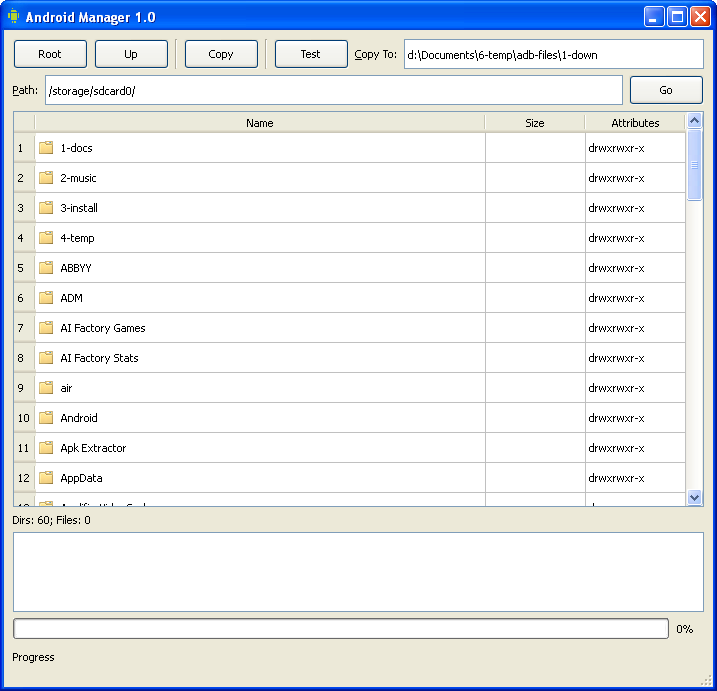 Android Manager 1.0
Root Up Copy Test Copy To: d:\Documents\6-temp\adb-files\1-down
Path: /storage/sdcard0/ Go
Name Size Attributes
1 1-docs drwxrwxr-x
2 2-music drwxrwxr-x
3 3-install drwxrwxr-x
4 4-temp drwxrwxr-x
5 ABBYY drwxrwxr-x
6 ADM drwxrwxr-x
7 AI Factory Games drwxrwxr-x
8 AI Factory Stats drwxrwxr-x
9 air drwxrwxr-x
10 Android drwxrwxr-x
11 Apk Extractor drwxrwxr-x
12 AppData drwxrwxr-x
Dirs: 60; Files: 0
0%
Progress